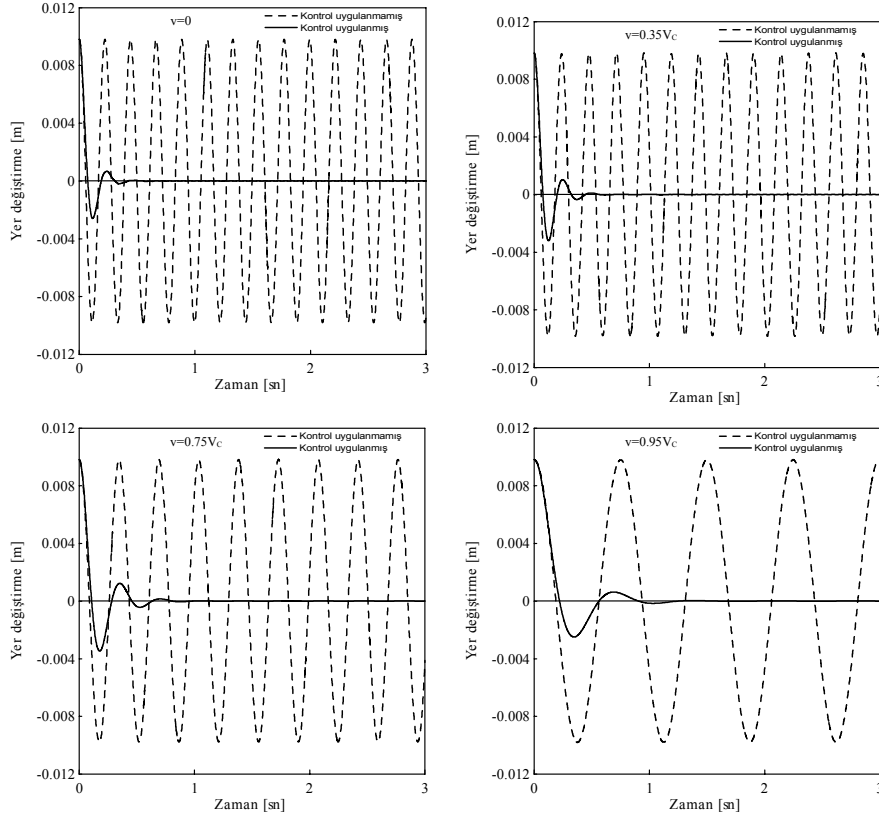 v=0
Kontrol uygulanmamış
Kontrol uygulanmış
0.012
0.008
0.004
0
-0.004
-0.008
-0.012
Yer değiştirme [m]
0 1 2 3
Zaman [sn]
v=0.35VC
Kontrol uygulanmamış
Kontrol uygulanmış
0.012
0.008
0.004
0
-0.004
-0.008
-0.012
Yer değiştirme [m]
0 1 2 3
Zaman [sn]
v=0.75VC
Kontrol uygulanmamış
Kontrol uygulanmış
0.012
0.008
0.004
0
-0.004
-0.008
-0.012
Yer değiştirme [m]
0 1 2 3
Zaman [sn]
v=0.95VC
Kontrol uygulanmamış
Kontrol uygulanmış
0.012
0.008
0.004
0
-0.004
-0.008
-0.012
Yer değiştirme [m]
0 1 2 3
Zaman [sn]